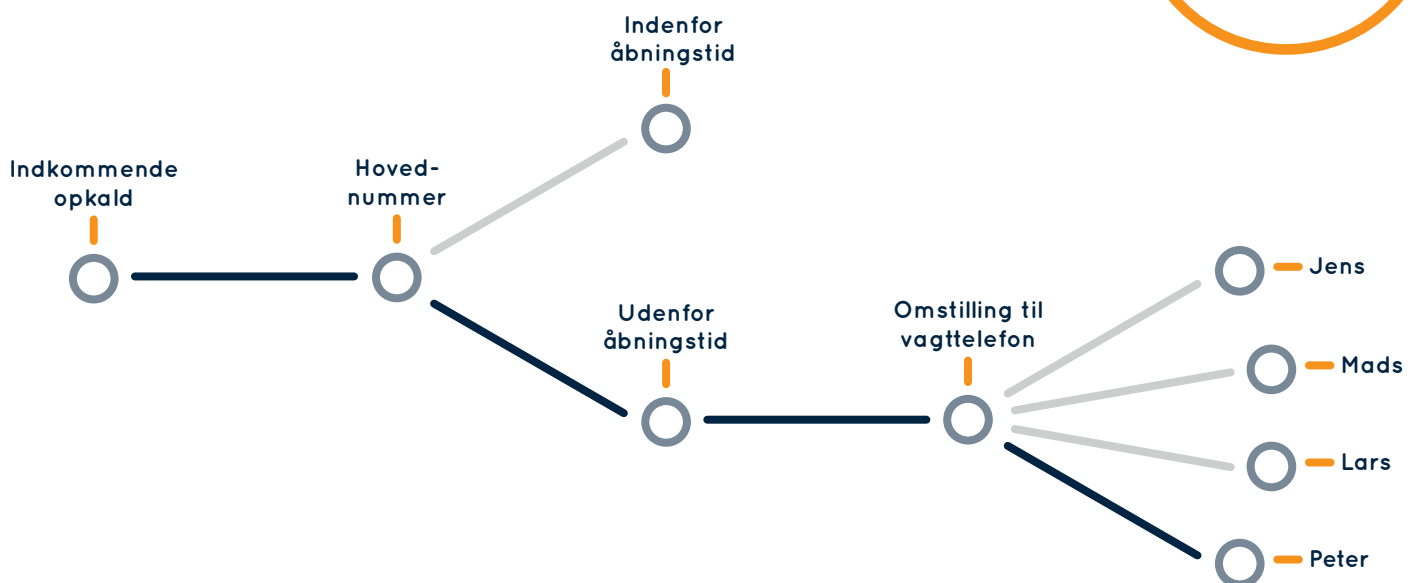 Indenfor
åbningstid
Indkommende
opkald
Hoved-
nummer
Udenfor
åbningstid
Omstilling til
vagttelefon
Jens
Mads
Lars
Peter